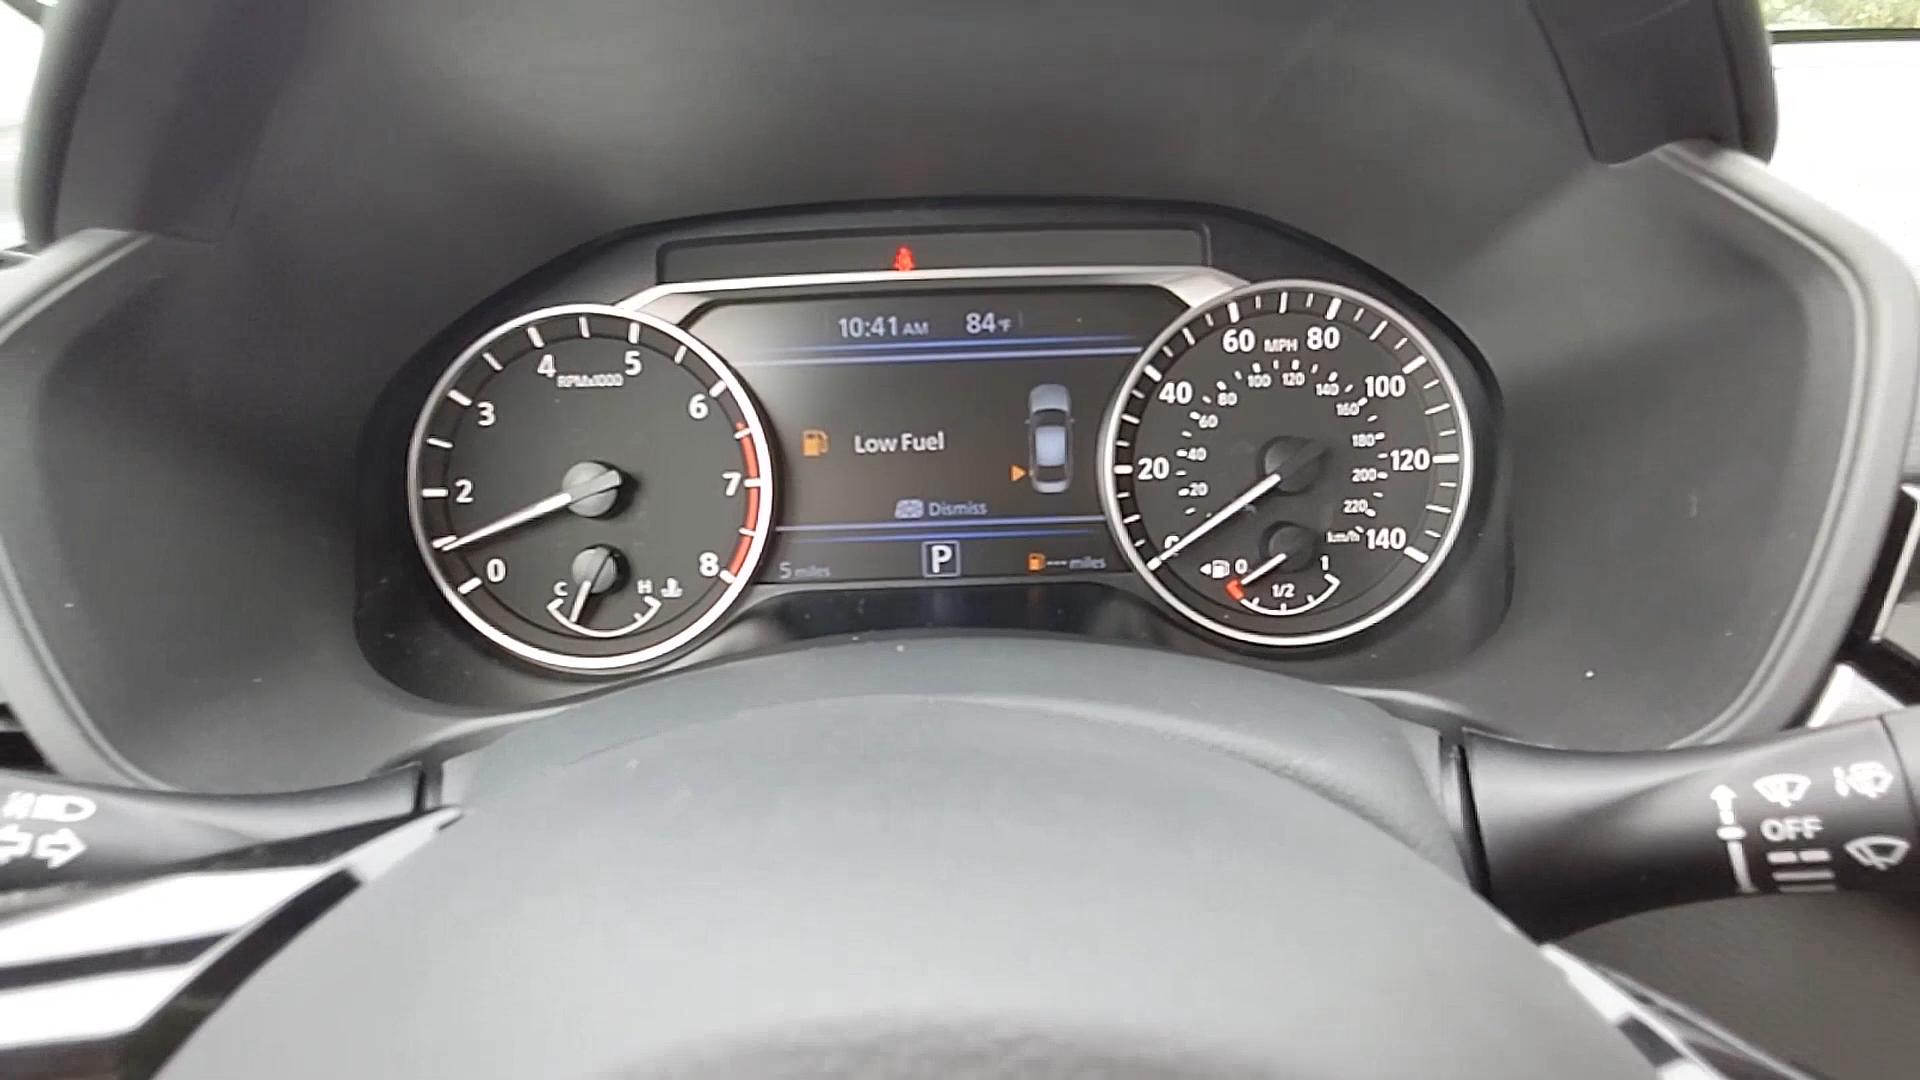 10:41 AM 84°F
Low Fuel
Dismiss
5 miles P --- miles
0 2 3 4 5 6 7 8
RPMx1000
C H
0 20 40 60 80 100 120 140
MPH
20 40 60 80 100 120 140 160 180 200 220
km/h
0 1/2 1
OFF